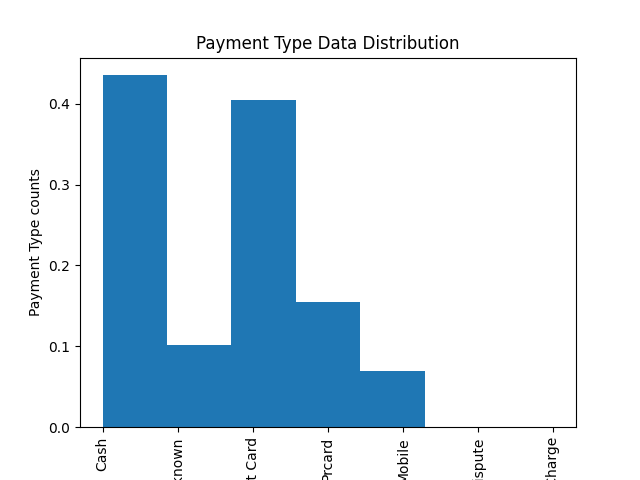 Payment Type Data Distribution
Payment Type counts
0.4
0.3
0.2
0.1
0.0
Cash
known
t Card
Prcard
Mobile
ispute
harge